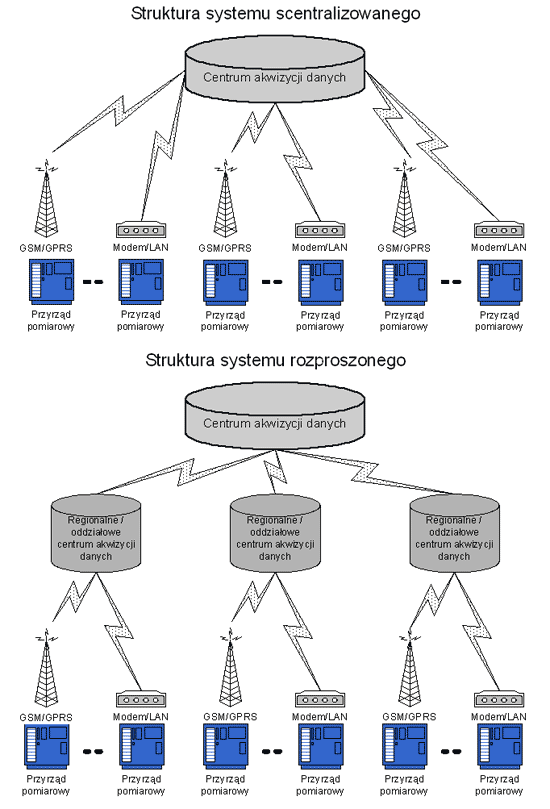 Struktura systemu scentralizowanego
Centrum akwizycji danych
GSM/GPRS
Modem/LAN
GSM/GPRS
Modem/LAN
GSM/GPRS
Modem/LAN
Przyrząd
pomiarowy
Przyrząd
pomiarowy
Przyrząd
pomiarowy
Przyrząd
pomiarowy
Przyrząd
pomiarowy
Przyrząd
pomiarowy
Struktura systemu rozproszonego
Centrum akwizycji danych
Regionalne /
oddziałowe
centrum akwizycji
danych
Regionalne /
oddziałowe
centrum akwizycji
danych
Regionalne /
oddziałowe
centrum akwizycji
danych
GSM/GPRS
Modem/LAN
GSM/GPRS
Modem/LAN
GSM/GPRS
Modem/LAN
Przyrząd
pomiarowy
Przyrząd
pomiarowy
Przyrząd
pomiarowy
Przyrząd
pomiarowy
Przyrząd
pomiarowy
Przyrząd
pomiarowy